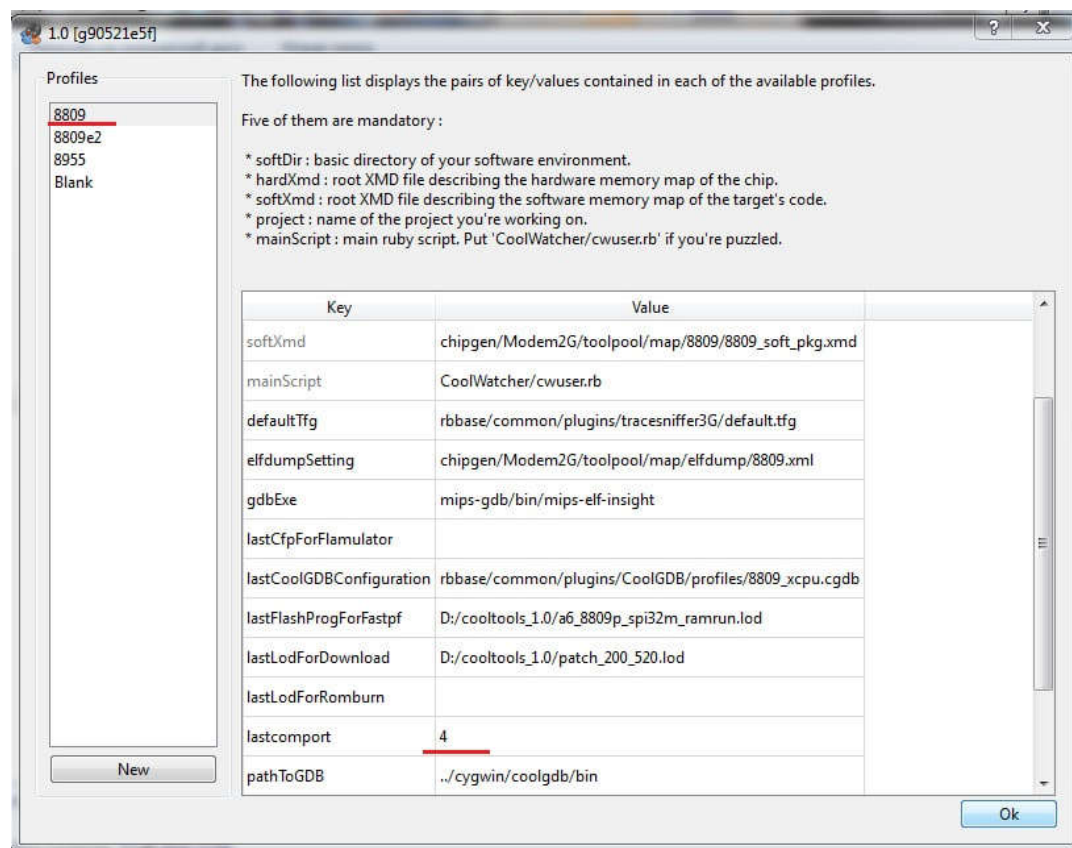 1.0 [g90521e5f]
Profiles
8809
8809e2
8955
Blank
New
The following list displays the pairs of key/values contained in each of the available profiles.
Five of them are mandatory :
* softDir : basic directory of your software environment.
* hardXmd : root XMD file describing the hardware memory map of the chip.
* softXmd : root XMD file describing the software memory map of the target's code.
* project : name of the project you're working on.
* mainScript : main ruby script. Put 'CoolWatcher/cwuser.rb' if you're puzzled.
Key Value
softXmd chipgen/Modem2G/toolpool/map/8809/8809_soft_pkg.xmd
mainScript CoolWatcher/cwuser.rb
defaultTfg rbbase/common/plugins/tracesniffer3G/default.tfg
elfdumpSetting chipgen/Modem2G/toolpool/map/elfdump/8809.xml
gdbExe mips-gdb/bin/mips-elf-insight
lastCfpForFlamulator
lastCoolGDBConfiguration rbbase/common/plugins/CoolGDB/profiles/8809_xcpu.cgdb
lastFlashProgForFastpf D:/cooltools_1.0/a6_8809p_spi32m_ramrun.lod
lastLodForDownload D:/cooltools_1.0/patch_200_520.lod
lastLodForRomburn
lastcomport 4
pathToGDB ../cygwin/coolgdb/bin
Ok